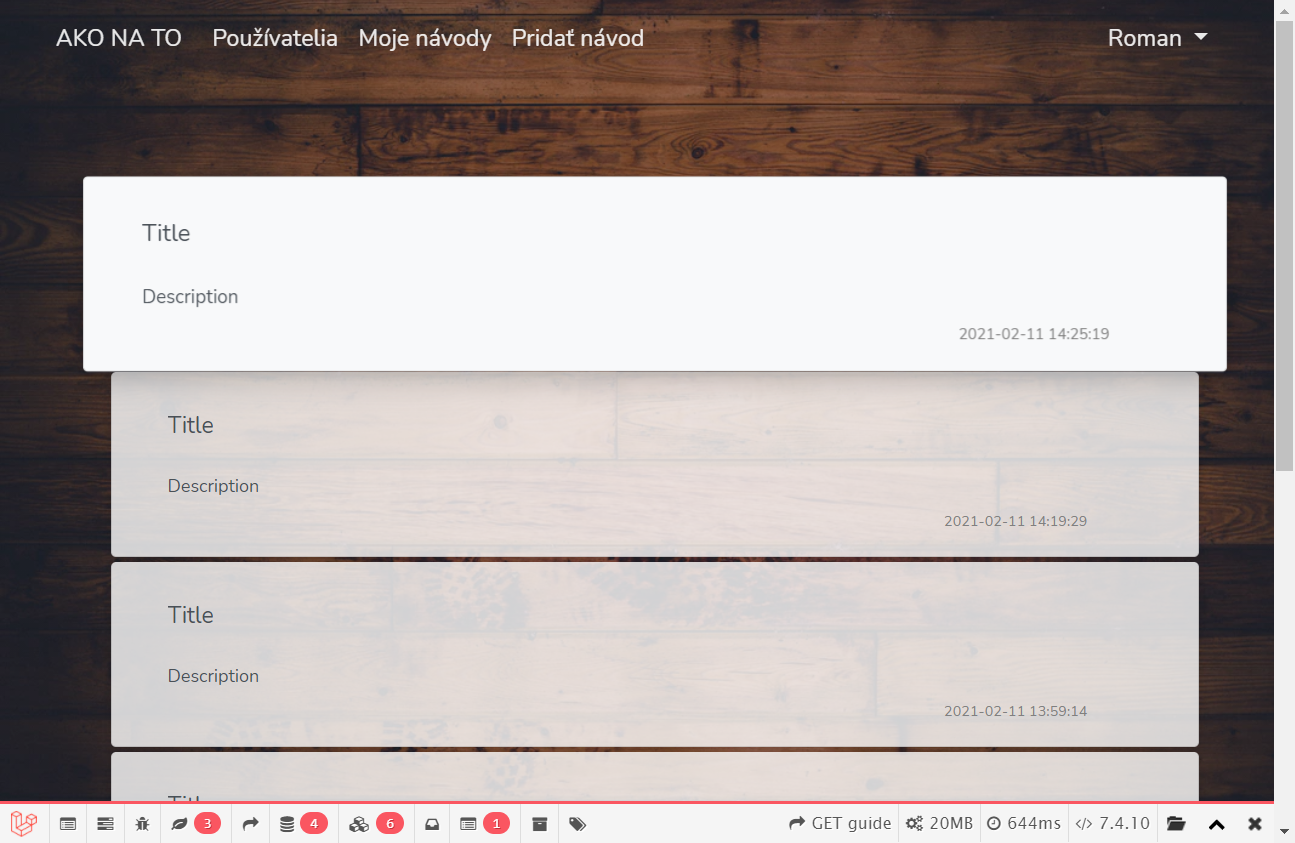 AKO NA TO Používatelia Moje návody Pridať návod Roman
Title
Description
2021-02-11 14:25:19
Title
Description
2021-02-11 14:19:29
Title
Description
2021-02-11 13:59:14
Title
3 4 6 1 GET guide 20MB 644ms 7.4.10